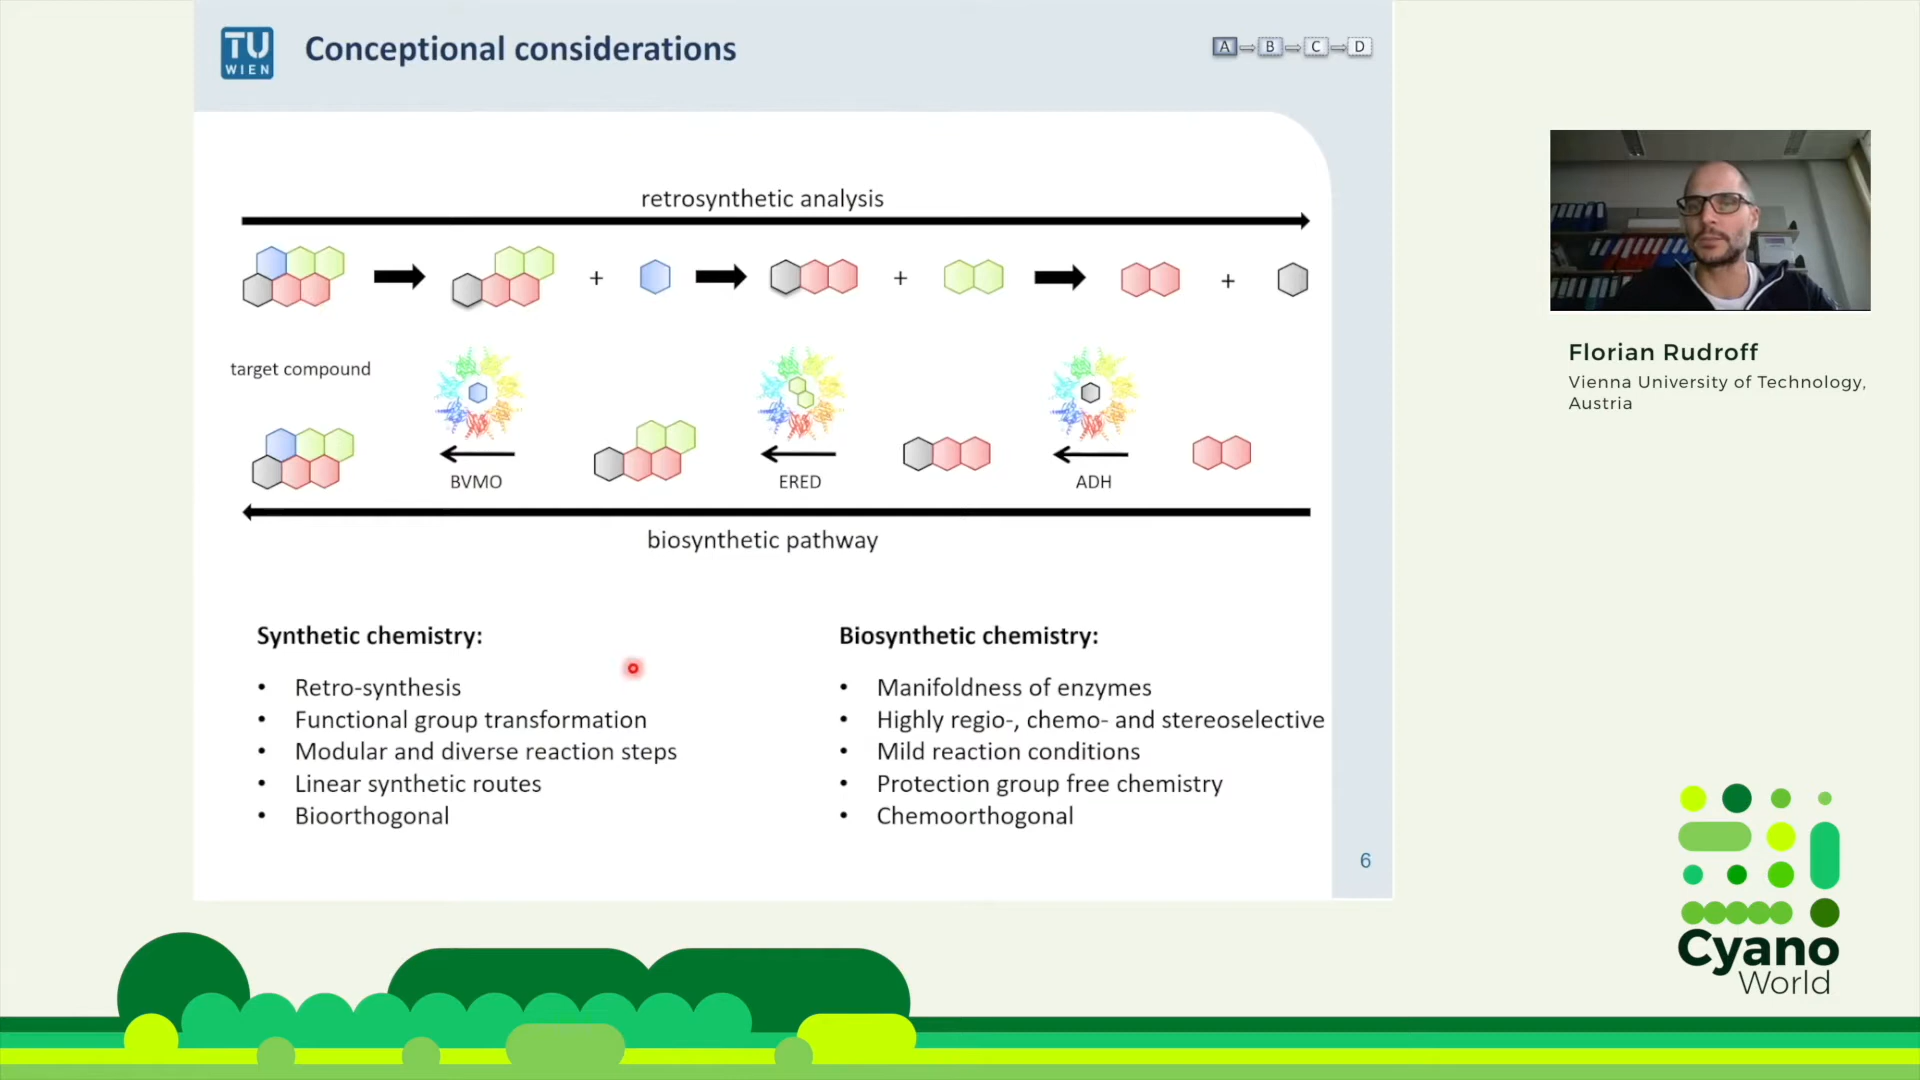 TU
WIEN
Conceptional considerations
A
B
C
D
retrosynthetic analysis
+
+
+
target compound
BVMO
ERED
ADH
biosynthetic pathway
Synthetic chemistry:
• Retro-synthesis
• Functional group transformation
• Modular and diverse reaction steps
• Linear synthetic routes
• Bioorthogonal
Biosynthetic chemistry:
• Manifoldness of enzymes
• Highly regio-, chemo- and stereoselective
• Mild reaction conditions
• Protection group free chemistry
• Chemoorthogonal
6
Florian Rudroff
Vienna University of Technology,
Austria
Cyano
World